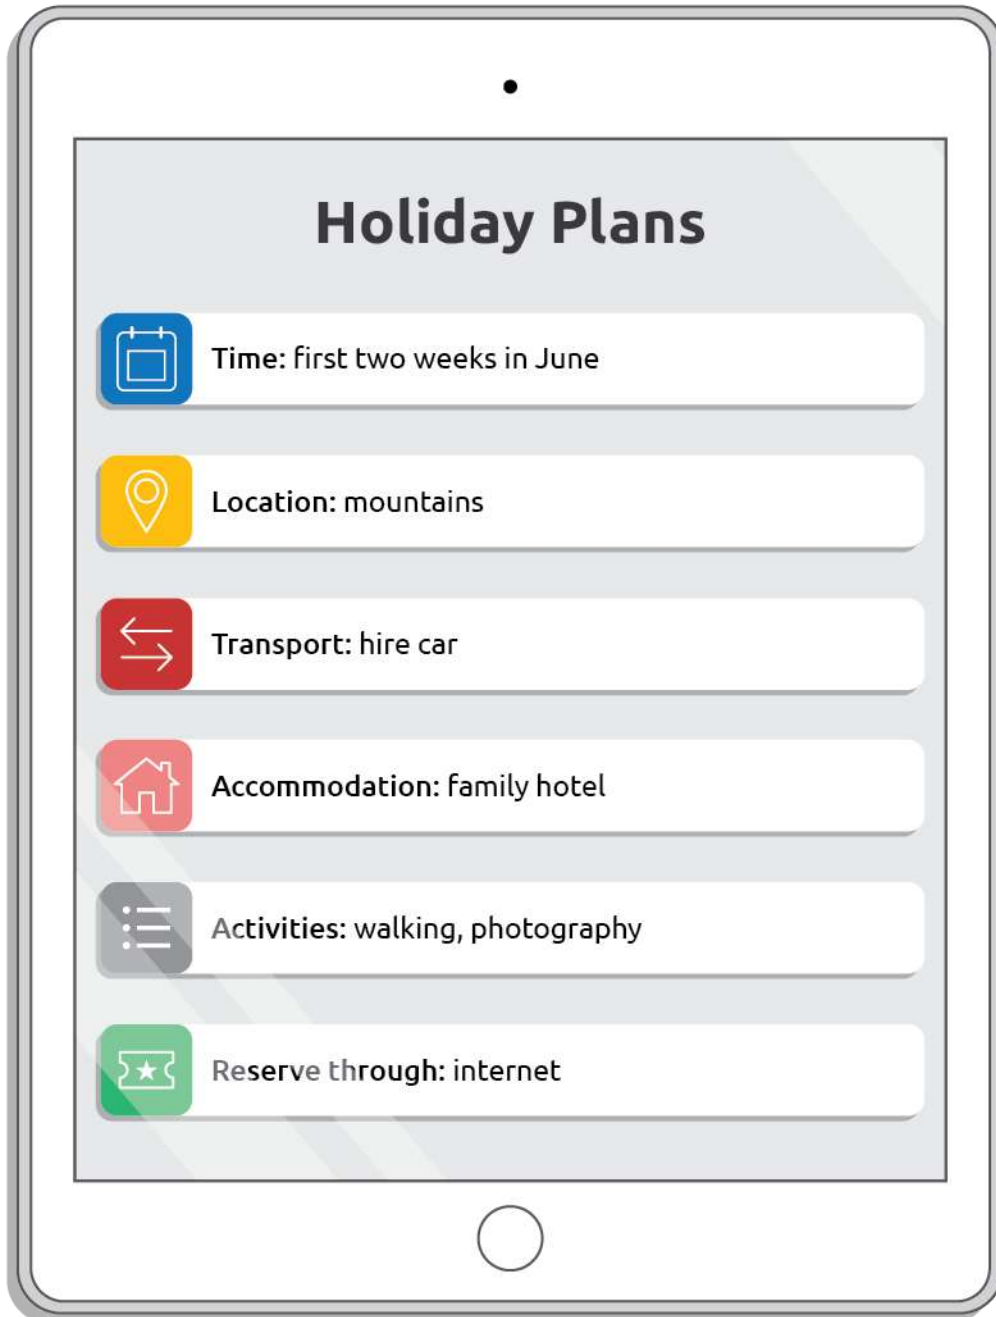 Holiday Plans
Time: first two weeks in June
Location: mountains
Transport: hire car
Accommodation: family hotel
Activities: walking, photography
Reserve through: internet